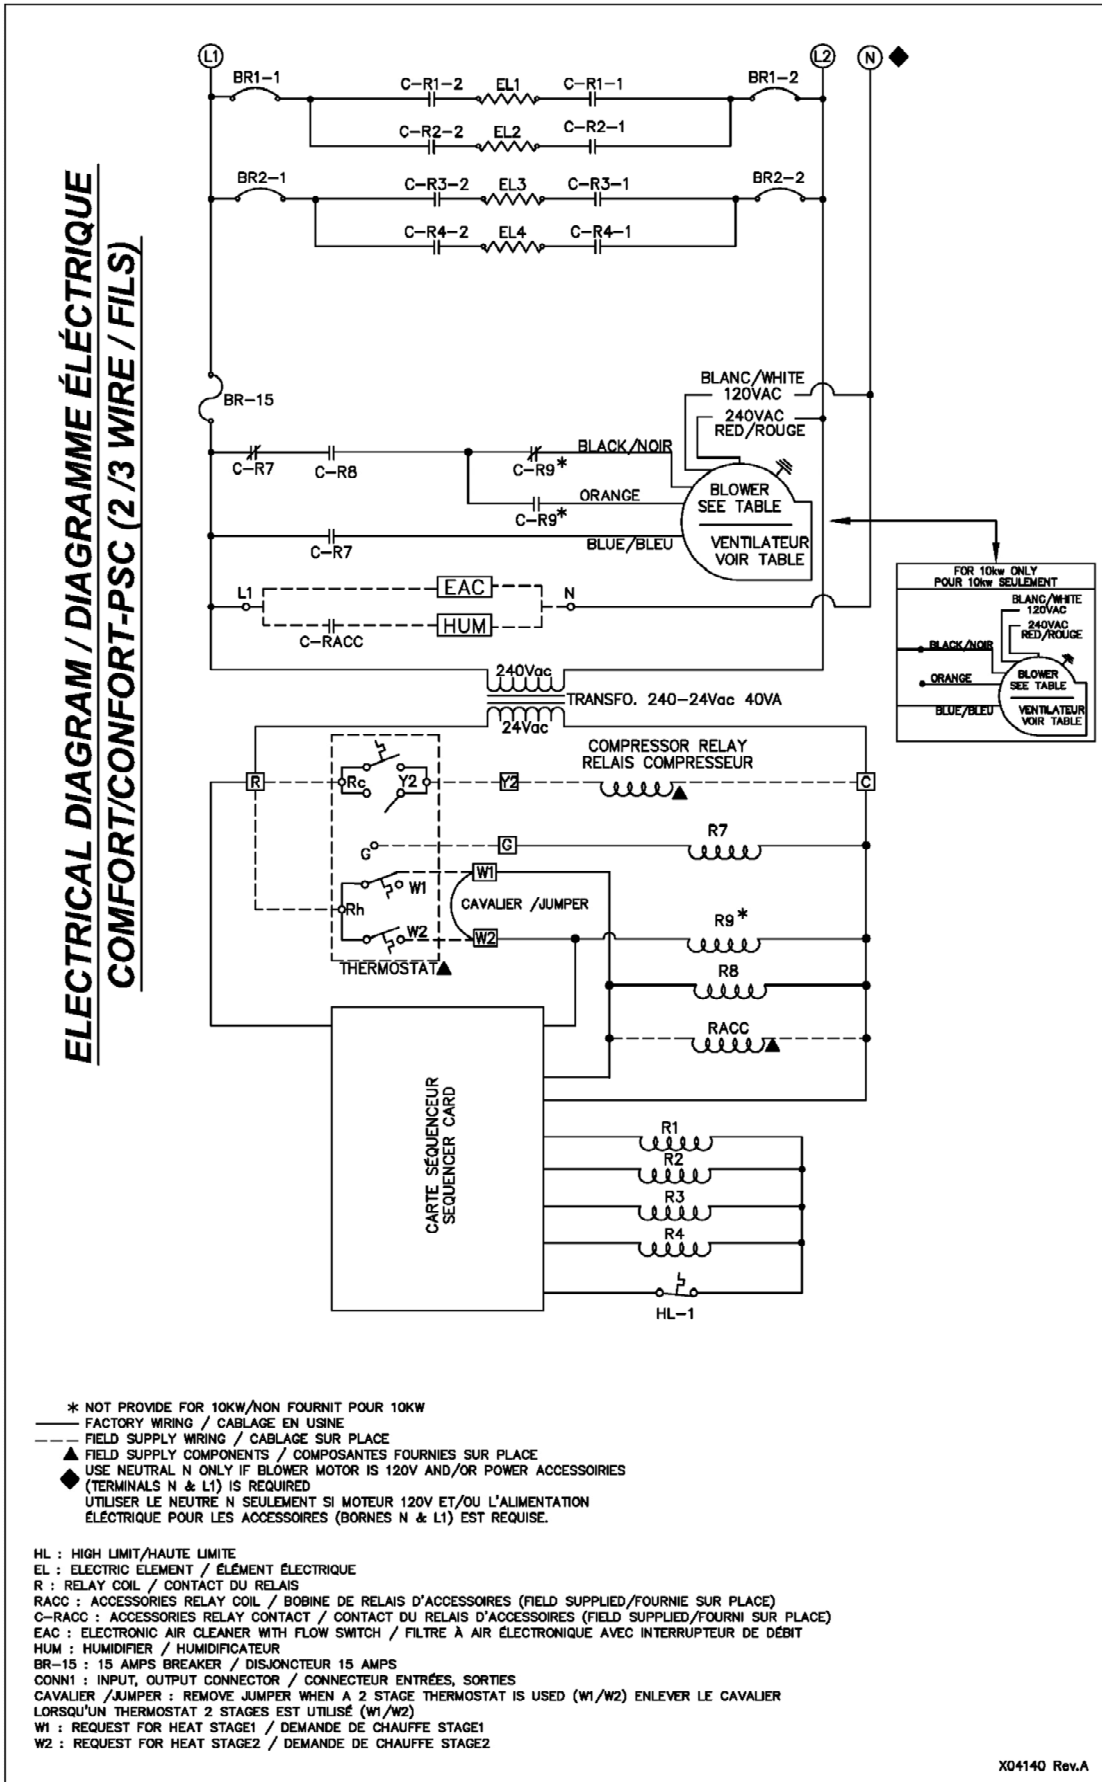 ELECTRICAL DIAGRAM / DIAGRAMME ÉLÉCTRIQUE
COMFORT/CONFORT-PSC (2 /3 WIRE / FILS)
L1
L2
N
BR1-1
C-R1-2
EL1
C-R1-1
BR1-2
C-R2-2
EL2
C-R2-1
BR2-1
C-R3-2
EL3
C-R3-1
BR2-2
C-R4-2
EL4
C-R4-1
BR-15
BLANC/WHITE
120VAC
240VAC
RED/ROUGE
C-R7
C-R8
C-R9*
BLACK/NOIR
C-R9*
ORANGE
BLOWER
SEE TABLE
VENTILATEUR
VOIR TABLE
C-R7
BLUE/BLEU
FOR 10kw ONLY
POUR 10kw SEULEMENT
BLANC/WHITE
120VAC
240VAC
RED/ROUGE
BLACK/NOIR
ORANGE
BLUE/BLEU
BLOWER
SEE TABLE
VENTILATEUR
VOIR TABLE
L1
EAC
N
C-RACC
HUM
240Vac
TRANSFO. 240-24Vac 40VA
24Vac
COMPRESSOR RELAY
RELAIS COMPRESSEUR
R
Rc
Y2
Y2
C
G
G
R7
W1
W1
Rh
CAVALIER /JUMPER
W2
W2
R9*
THERMOSTAT
R8
RACC
CARTE SÉQUENCEUR
SEQUENCER CARD
R1
R2
R3
R4
HL-1
* NOT PROVIDE FOR 10KW/NON FOURNIT POUR 10KW
FACTORY WIRING / CABLAGE EN USINE
FIELD SUPPLY WIRING / CABLAGE SUR PLACE
FIELD SUPPLY COMPONENTS / COMPOSANTES FOURNIES SUR PLACE
USE NEUTRAL N ONLY IF BLOWER MOTOR IS 120V AND/OR POWER ACCESSOIRIES
(TERMINALS N & L1) IS REQUIRED
UTILISER LE NEUTRE N SEULEMENT SI MOTEUR 120V ET/OU L'ALIMENTATION
ÉLECTRIQUE POUR LES ACCESSOIRES (BORNES N & L1) EST REQUISE.
HL : HIGH LIMIT/HAUTE LIMITE
EL : ELECTRIC ELEMENT / ÉLÉMENT ÉLECTRIQUE
R : RELAY COIL / CONTACT DU RELAIS
RACC : ACCESSORIES RELAY COIL / BOBINE DE RELAIS D'ACCESSOIRES (FIELD SUPPLIED/FOURNIE SUR PLACE)
C-RACC : ACCESSORIES RELAY CONTACT / CONTACT DU RELAIS D'ACCESSOIRES (FIELD SUPPLIED/FOURNI SUR PLACE)
EAC : ELECTRONIC AIR CLEANER WITH FLOW SWITCH / FILTRE À AIR ÉLECTRONIQUE AVEC INTERRUPTEUR DE DÉBIT
HUM : HUMIDIFIER / HUMIDIFICATEUR
BR-15 : 15 AMPS BREAKER / DISJONCTEUR 15 AMPS
CONN1 : INPUT, OUTPUT CONNECTOR / CONNECTEUR ENTRÉES, SORTIES
CAVALIER /JUMPER : REMOVE JUMPER WHEN A 2 STAGE THERMOSTAT IS USED (W1/W2) ENLEVER LE CAVALIER
LORSQU'UN THERMOSTAT 2 STAGES EST UTILISÉ (W1/W2)
W1 : REQUEST FOR HEAT STAGE1 / DEMANDE DE CHAUFFE STAGE1
W2 : REQUEST FOR HEAT STAGE2 / DEMANDE DE CHAUFFE STAGE2
X04140 Rev.A